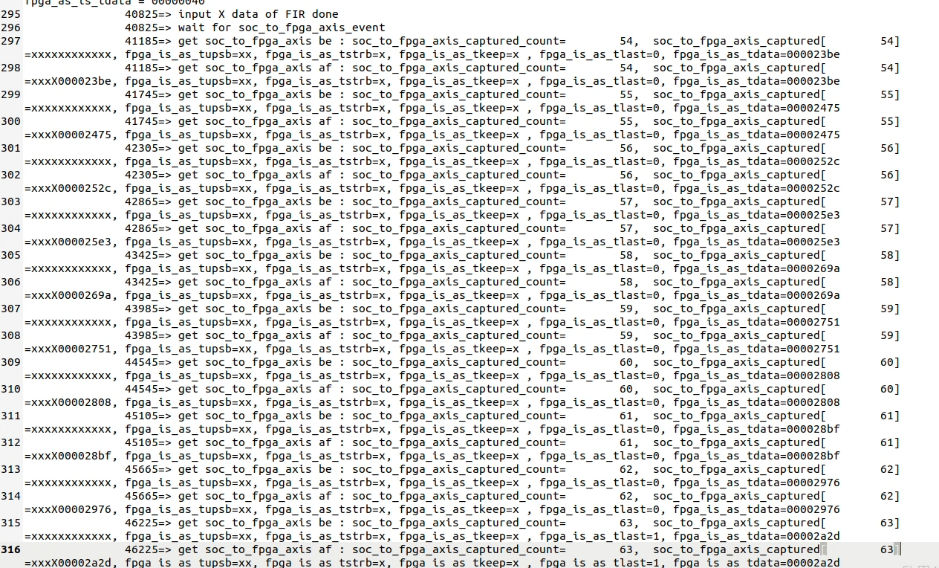 fpga_as_is_tdata = 00000040
295 40825=> input X data of FIR done
296 40825=> wait for soc_to_fpga_axis_event
297 41185=> get soc_to_fpga_axis be : soc_to_fpga_axis_captured_count= 54, soc_to_fpga_axis_captured[ 54]
=xxxxxxxxxxxx, fpga_is_as_tupsb=xx, fpga_is_as_tstrb=x, fpga_is_as_tkeep=x , fpga_is_as_tlast=0, fpga_is_as_tdata=000023be
298 41185=> get soc_to_fpga_axis af : soc_to_fpga_axis_captured_count= 54, soc_to_fpga_axis_captured[ 54]
=xxxX000023be, fpga_is_as_tupsb=xx, fpga_is_as_tstrb=x, fpga_is_as_tkeep=x , fpga_is_as_tlast=0, fpga_is_as_tdata=000023be
299 41745=> get soc_to_fpga_axis be : soc_to_fpga_axis_captured_count= 55, soc_to_fpga_axis_captured[ 55]
=xxxxxxxxxxxx, fpga_is_as_tupsb=xx, fpga_is_as_tstrb=x, fpga_is_as_tkeep=x , fpga_is_as_tlast=0, fpga_is_as_tdata=00002475
300 41745=> get soc_to_fpga_axis af : soc_to_fpga_axis_captured_count= 55, soc_to_fpga_axis_captured[ 55]
=xxxX00002475, fpga_is_as_tupsb=xx, fpga_is_as_tstrb=x, fpga_is_as_tkeep=x , fpga_is_as_tlast=0, fpga_is_as_tdata=00002475
301 42305=> get soc_to_fpga_axis be : soc_to_fpga_axis_captured_count= 56, soc_to_fpga_axis_captured[ 56]
=xxxxxxxxxxxx, fpga_is_as_tupsb=xx, fpga_is_as_tstrb=x, fpga_is_as_tkeep=x , fpga_is_as_tlast=0, fpga_is_as_tdata=0000252c
302 42305=> get soc_to_fpga_axis af : soc_to_fpga_axis_captured_count= 56, soc_to_fpga_axis_captured[ 56]
=xxxX0000252c, fpga_is_as_tupsb=xx, fpga_is_as_tstrb=x, fpga_is_as_tkeep=x , fpga_is_as_tlast=0, fpga_is_as_tdata=0000252c
303 42865=> get soc_to_fpga_axis be : soc_to_fpga_axis_captured_count= 57, soc_to_fpga_axis_captured[ 57]
=xxxxxxxxxxxx, fpga_is_as_tupsb=xx, fpga_is_as_tstrb=x, fpga_is_as_tkeep=x , fpga_is_as_tlast=0, fpga_is_as_tdata=000025e3
304 42865=> get soc_to_fpga_axis af : soc_to_fpga_axis_captured_count= 57, soc_to_fpga_axis_captured[ 57]
=xxxX000025e3, fpga_is_as_tupsb=xx, fpga_is_as_tstrb=x, fpga_is_as_tkeep=x , fpga_is_as_tlast=0, fpga_is_as_tdata=000025e3
305 43425=> get soc_to_fpga_axis be : soc_to_fpga_axis_captured_count= 58, soc_to_fpga_axis_captured[ 58]
=xxxxxxxxxxxx, fpga_is_as_tupsb=xx, fpga_is_as_tstrb=x, fpga_is_as_tkeep=x , fpga_is_as_tlast=0, fpga_is_as_tdata=0000269a
306 43425=> get soc_to_fpga_axis af : soc_to_fpga_axis_captured_count= 58, soc_to_fpga_axis_captured[ 58]
=xxxX0000269a, fpga_is_as_tupsb=xx, fpga_is_as_tstrb=x, fpga_is_as_tkeep=x , fpga_is_as_tlast=0, fpga_is_as_tdata=0000269a
307 43985=> get soc_to_fpga_axis be : soc_to_fpga_axis_captured_count= 59, soc_to_fpga_axis_captured[ 59]
=xxxxxxxxxxxx, fpga_is_as_tupsb=xx, fpga_is_as_tstrb=x, fpga_is_as_tkeep=x , fpga_is_as_tlast=0, fpga_is_as_tdata=00002751
308 43985=> get soc_to_fpga_axis af : soc_to_fpga_axis_captured_count= 59, soc_to_fpga_axis_captured[ 59]
=xxxX00002751, fpga_is_as_tupsb=xx, fpga_is_as_tstrb=x, fpga_is_as_tkeep=x , fpga_is_as_tlast=0, fpga_is_as_tdata=00002751
309 44545=> get soc_to_fpga_axis be : soc_to_fpga_axis_captured_count= 60, soc_to_fpga_axis_captured[ 60]
=xxxxxxxxxxxx, fpga_is_as_tupsb=xx, fpga_is_as_tstrb=x, fpga_is_as_tkeep=x , fpga_is_as_tlast=0, fpga_is_as_tdata=00002808
310 44545=> get soc_to_fpga_axis af : soc_to_fpga_axis_captured_count= 60, soc_to_fpga_axis_captured[ 60]
=xxxX00002808, fpga_is_as_tupsb=xx, fpga_is_as_tstrb=x, fpga_is_as_tkeep=x , fpga_is_as_tlast=0, fpga_is_as_tdata=00002808
311 45105=> get soc_to_fpga_axis be : soc_to_fpga_axis_captured_count= 61, soc_to_fpga_axis_captured[ 61]
=xxxxxxxxxxxx, fpga_is_as_tupsb=xx, fpga_is_as_tstrb=x, fpga_is_as_tkeep=x , fpga_is_as_tlast=0, fpga_is_as_tdata=000028bf
312 45105=> get soc_to_fpga_axis af : soc_to_fpga_axis_captured_count= 61, soc_to_fpga_axis_captured[ 61]
=xxxX000028bf, fpga_is_as_tupsb=xx, fpga_is_as_tstrb=x, fpga_is_as_tkeep=x , fpga_is_as_tlast=0, fpga_is_as_tdata=000028bf
313 45665=> get soc_to_fpga_axis be : soc_to_fpga_axis_captured_count= 62, soc_to_fpga_axis_captured[ 62]
=xxxxxxxxxxxx, fpga_is_as_tupsb=xx, fpga_is_as_tstrb=x, fpga_is_as_tkeep=x , fpga_is_as_tlast=0, fpga_is_as_tdata=00002976
314 45665=> get soc_to_fpga_axis af : soc_to_fpga_axis_captured_count= 62, soc_to_fpga_axis_captured[ 62]
=xxxX00002976, fpga_is_as_tupsb=xx, fpga_is_as_tstrb=x, fpga_is_as_tkeep=x , fpga_is_as_tlast=0, fpga_is_as_tdata=00002976
315 46225=> get soc_to_fpga_axis be : soc_to_fpga_axis_captured_count= 63, soc_to_fpga_axis_captured[ 63]
=xxxxxxxxxxxx, fpga_is_as_tupsb=xx, fpga_is_as_tstrb=x, fpga_is_as_tkeep=x , fpga_is_as_tlast=1, fpga_is_as_tdata=00002a2d
316 46225=> get soc_to_fpga_axis af : soc_to_fpga_axis_captured_count= 63, soc_to_fpga_axis_captured[ 63]
=xxxX00002a2d, fpga_is_as_tupsb=xx, fpga_is_as_tstrb=x, fpga_is_as_tkeep=x , fpga_is_as_tlast=1, fpga_is_as_tdata=00002a2d